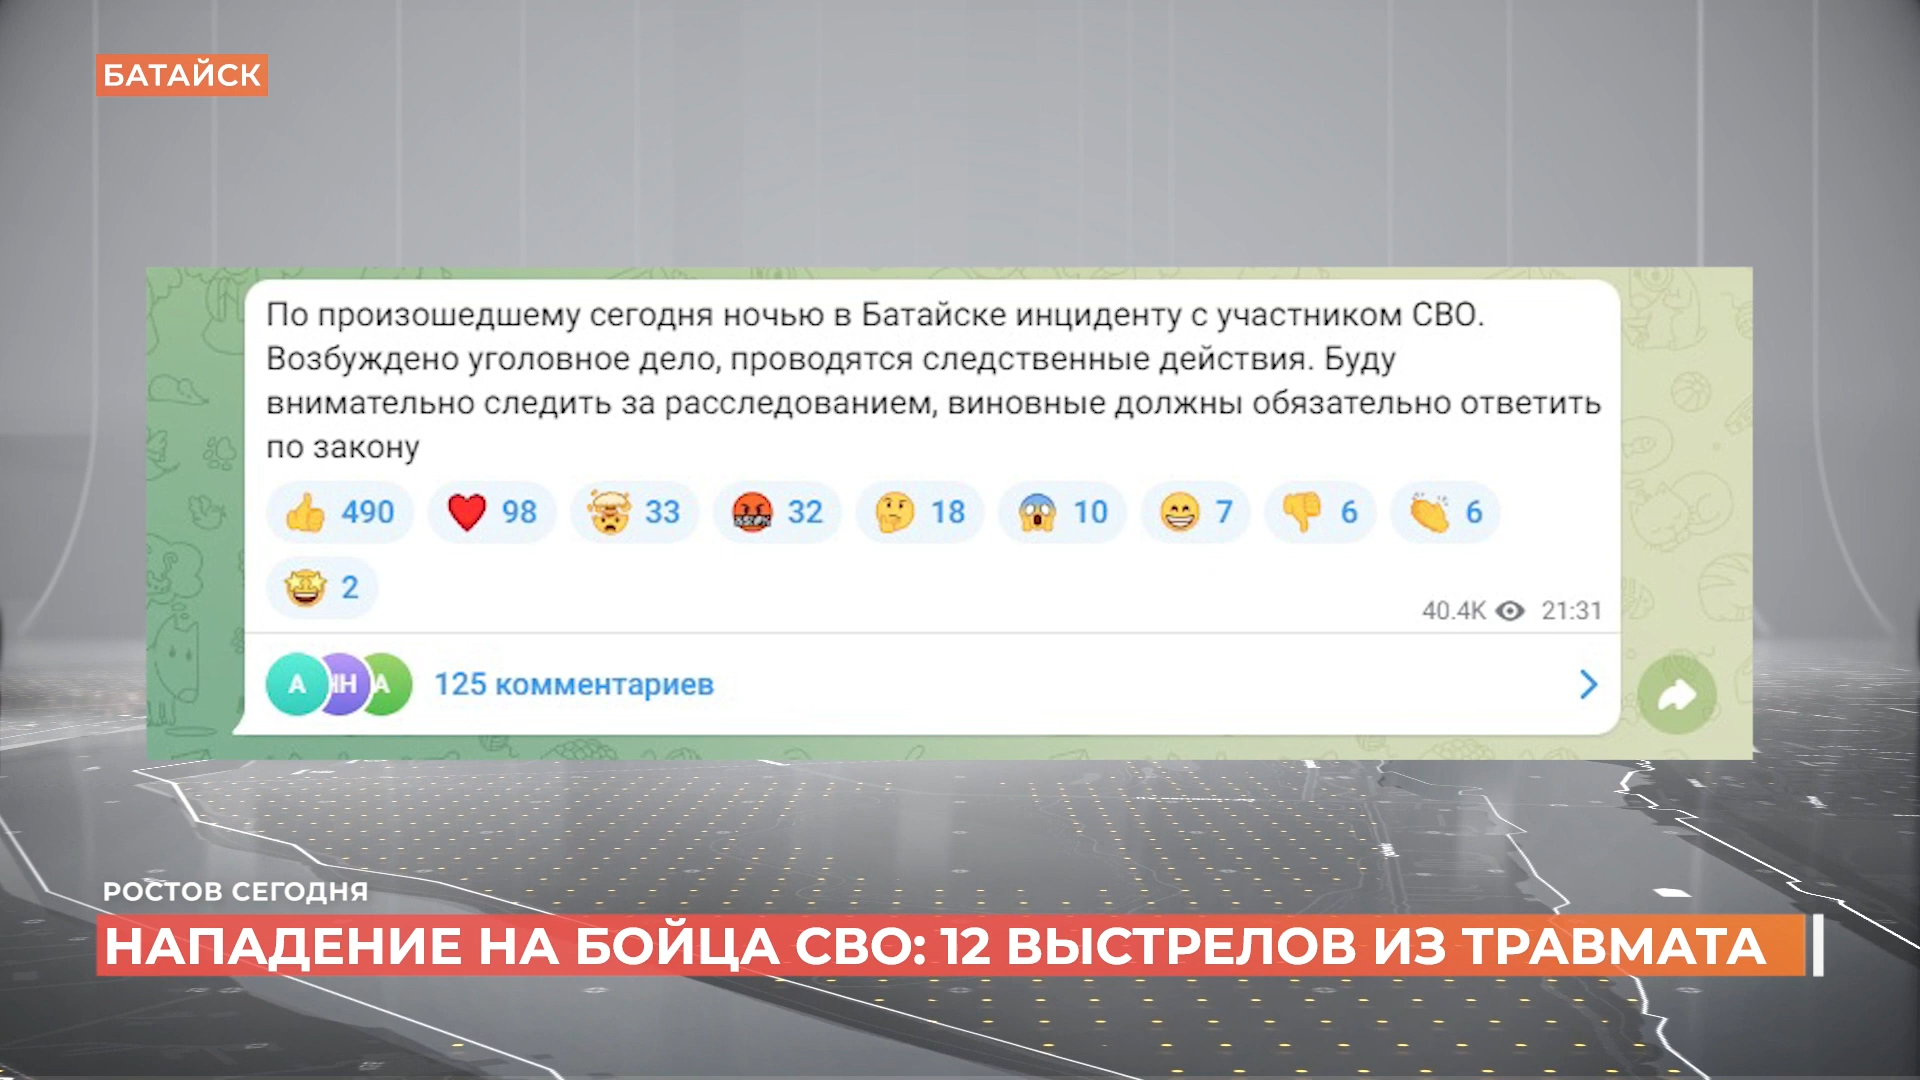 БАТАЙСК
По произошедшему сегодня ночью в Батайске инциденту с участником СВО.
Возбуждено уголовное дело, проводятся следственные действия. Буду
внимательно следить за расследованием, виновные должны обязательно ответить
по закону
490 98 33 32 18 10 7 6 6
2
40.4K 21:31
А Н А 125 комментариев
РОСТОВ СЕГОДНЯ
НАПАДЕНИЕ НА БОЙЦА СВО: 12 ВЫСТРЕЛОВ ИЗ ТРАВМАТА